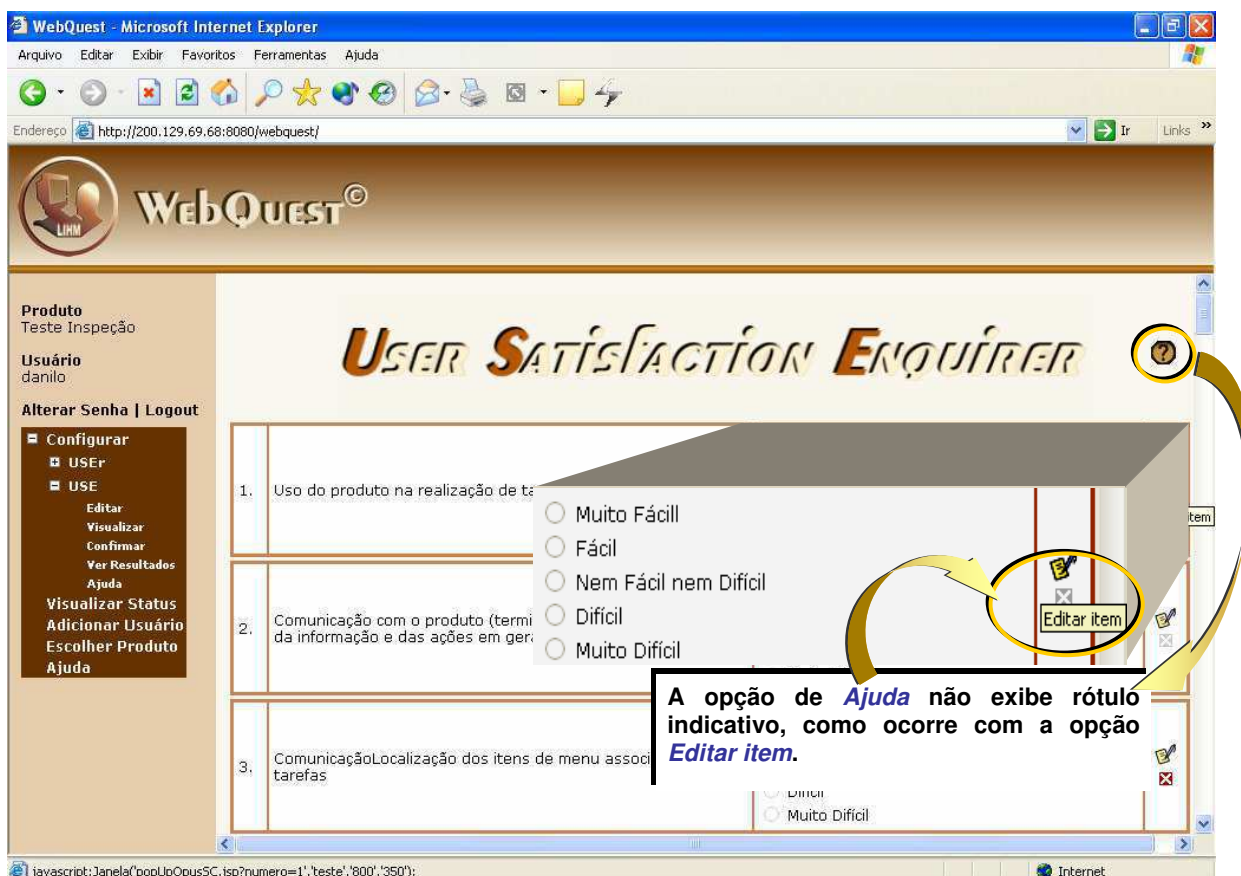 WebQuest - Microsoft Internet Explorer
Arquivo Editar Exibir Favoritos Ferramentas Ajuda
Endereço http://200.129.69.68:8080/webquest/ Ir Links »
LIHM
WebQuest©
Produto
Teste Inspeção
Usuário
danilo
Alterar Senha | Logout
Configurar
USEr
USE
Editar
Visualizar
Confirmar
Ver Resultados
Ajuda
Visualizar Status
Adicionar Usuário
Escolher Produto
Ajuda
User Satisfaction Enquirer
?
1. Uso do produto na realização de
Muito Fácill
Fácil
Nem Fácil nem Difícil
Difícil
Muito Difícil
Editar item
item
2. Comunicação com o produto
da informação e das ações em
A opção de Ajuda não exibe rótulo
indicativo, como ocorre com a opção
Editar item.
3. ComunicaçãoLocalização dos itens de menu
tarefas
Difícil
Muito Difícil
javascript:Janela('popUpOpusSC.jsp?numero=1','teste','800','350'); Internet